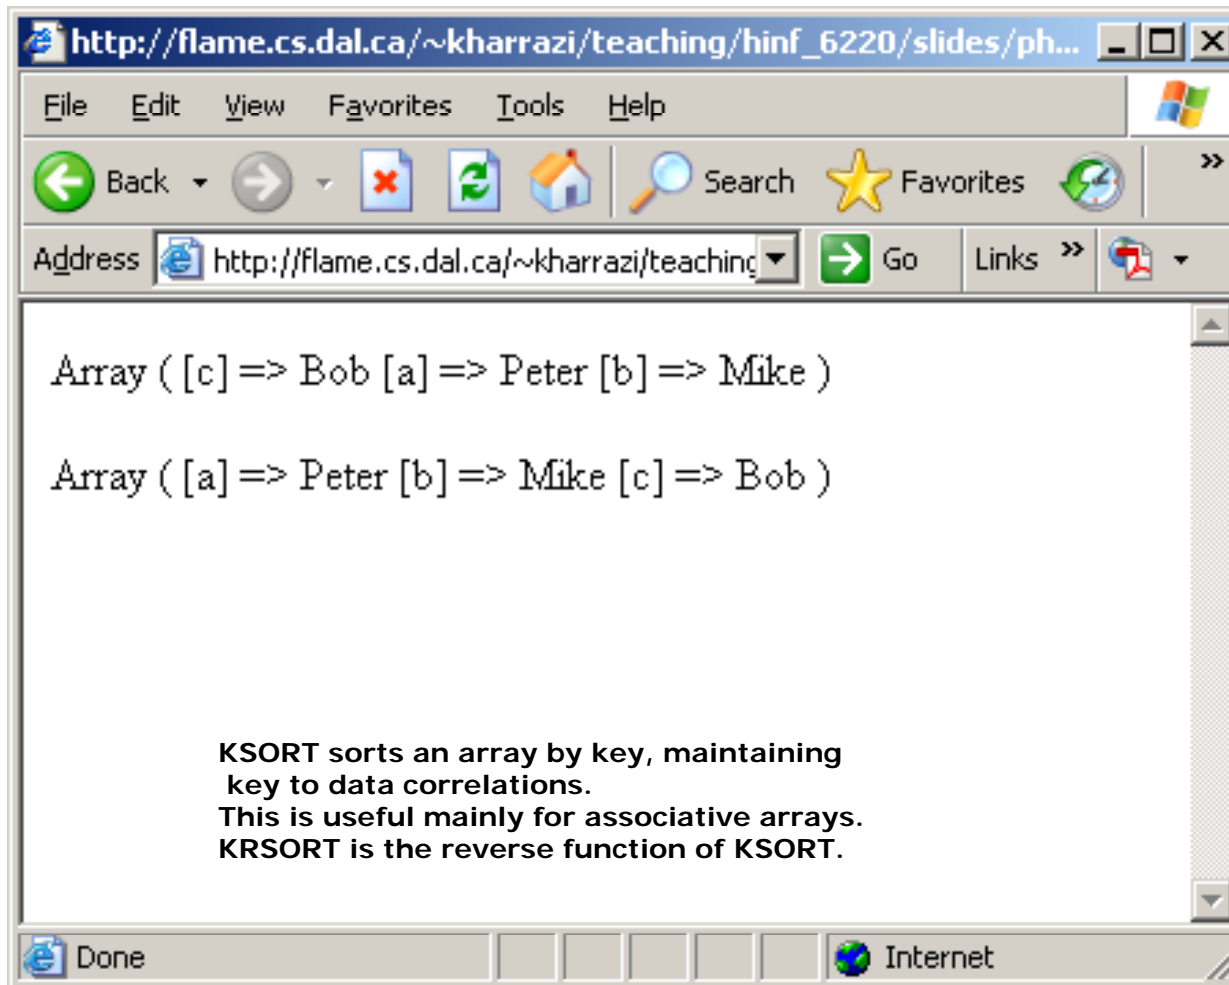 http://flame.cs.dal.ca/~kharrazi/teaching/hinf_6220/slides/ph...
File Edit View Favorites Tools Help
Back Search Favorites »
Address http://flame.cs.dal.ca/~kharrazi/teaching Go Links »
Array ( [c] => Bob [a] => Peter [b] => Mike )
Array ( [a] => Peter [b] => Mike [c] => Bob )
KSORT sorts an array by key, maintaining
key to data correlations.
This is useful mainly for associative arrays.
KRSORT is the reverse function of KSORT.
Done Internet